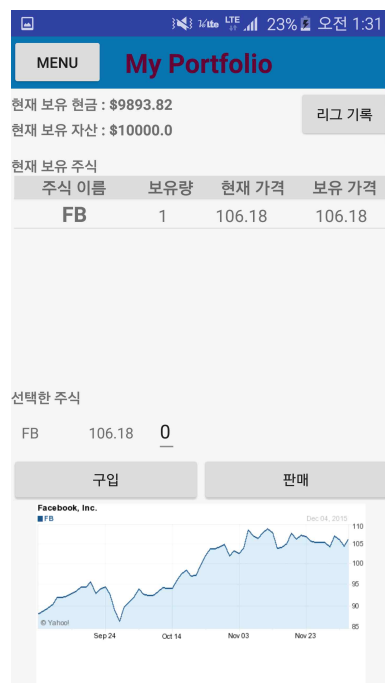 LTE 23% 오전 1:31
MENU My Portfolio
현재 보유 현금 : $9893.82
리그 기록
현재 보유 자산 : $10000.0
현재 보유 주식
주식 이름 보유량 현재 가격 보유 가격
FB 1 106.18 106.18
선택한 주식
FB 106.18 0
구입 판매
Facebook, Inc.
FB Dec 04, 2015
110
105
100
95
90
85
© Yahoo!
Sep 24 Oct 14 Nov 03 Nov 23